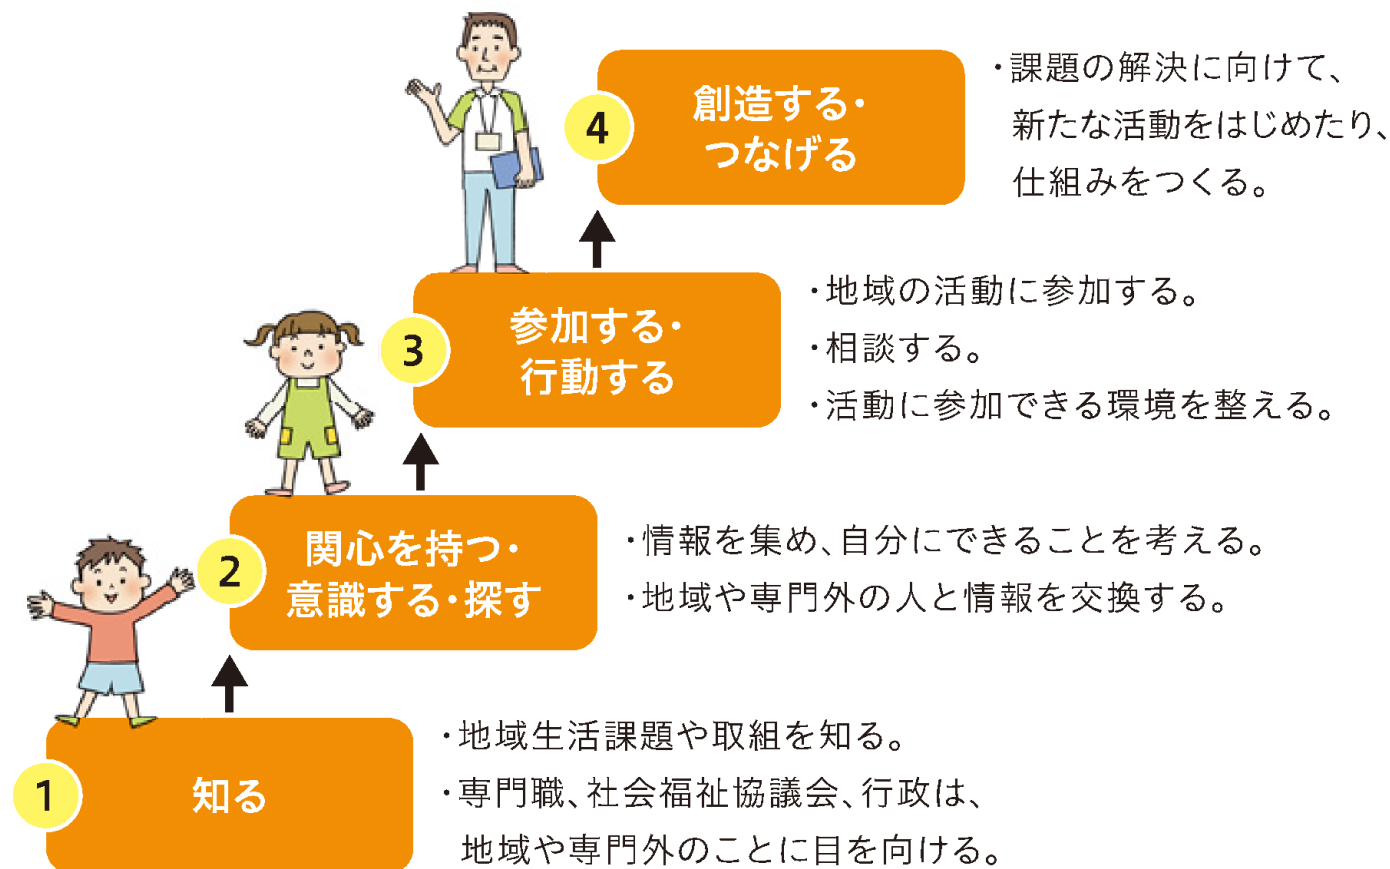 4
創造する・
つなげる
・課題の解決に向けて、
新たな活動をはじめたり、
仕組みをつくる。
3
参加する・
行動する
・地域の活動に参加する。
・相談する。
・活動に参加できる環境を整える。
2
関心を持つ・
意識する・探す
・情報を集め、自分にできることを考える。
・地域や専門外の人と情報を交換する。
1
知る
・地域生活課題や取組を知る。
・専門職、社会福祉協議会、行政は、
地域や専門外のことに目を向ける。